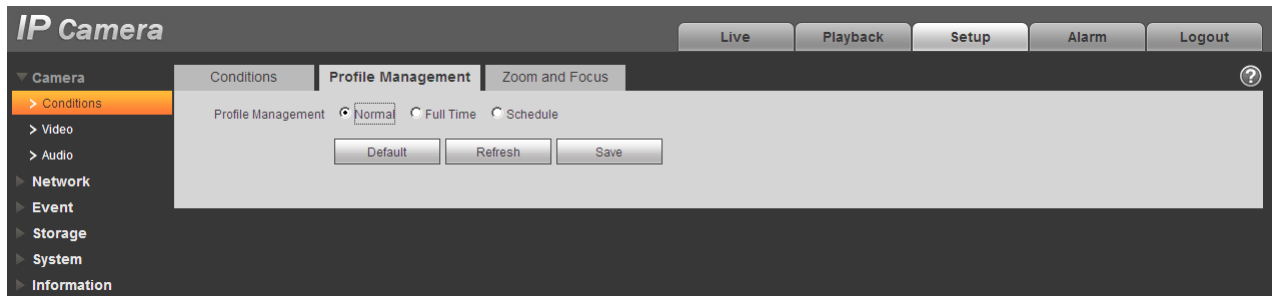 IP Camera
Live Playback Setup Alarm Logout
Camera
Conditions Profile Management Zoom and Focus ?
Conditions
Profile Management Normal Full Time Schedule
Video
Audio
Default Refresh Save
Network
Event
Storage
System
Information